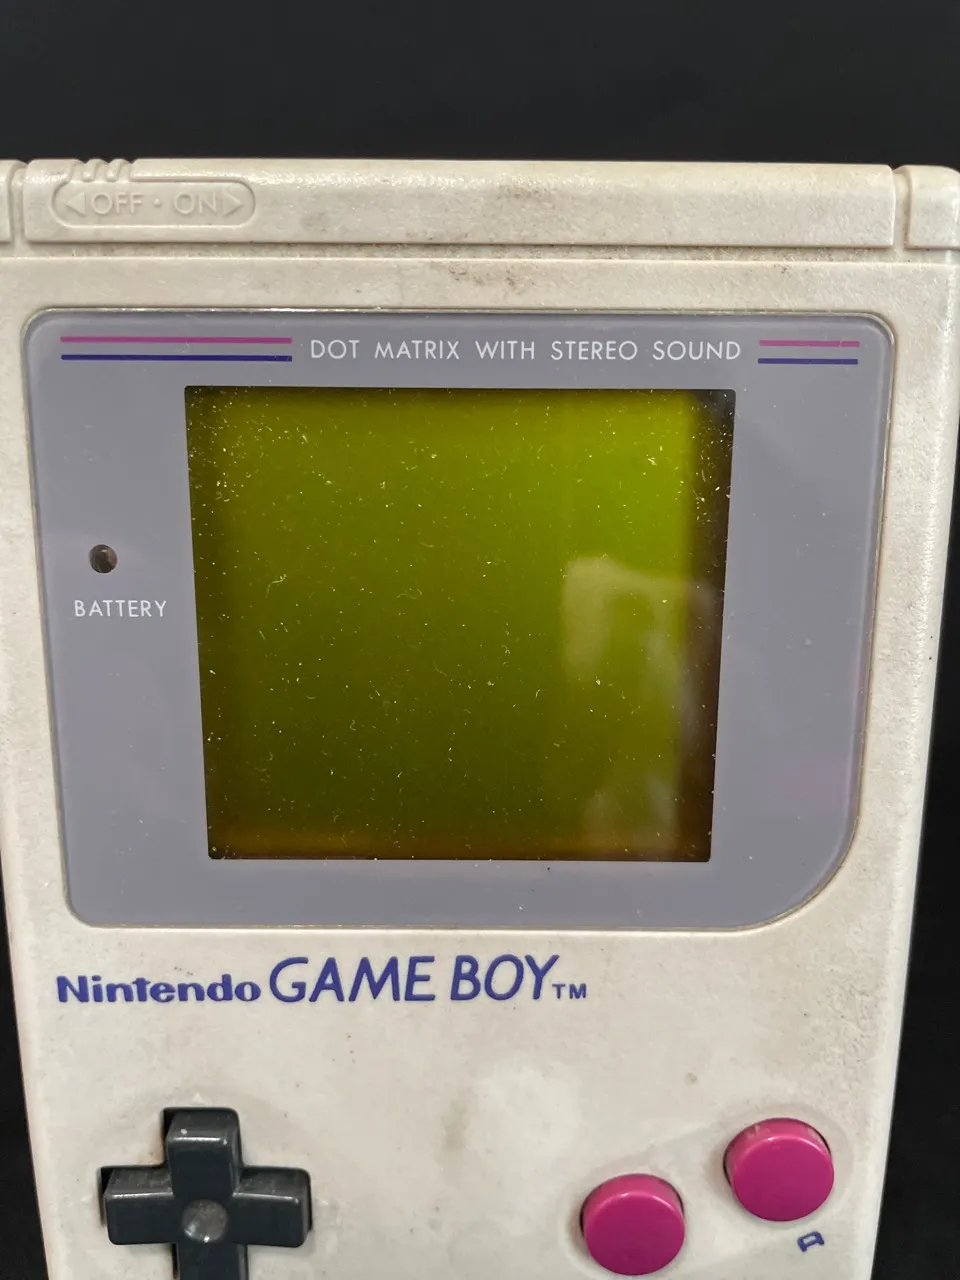 ◁OFF • ON▷
DOT MATRIX WITH STEREO SOUND
BATTERY
Nintendo GAME BOY™
A